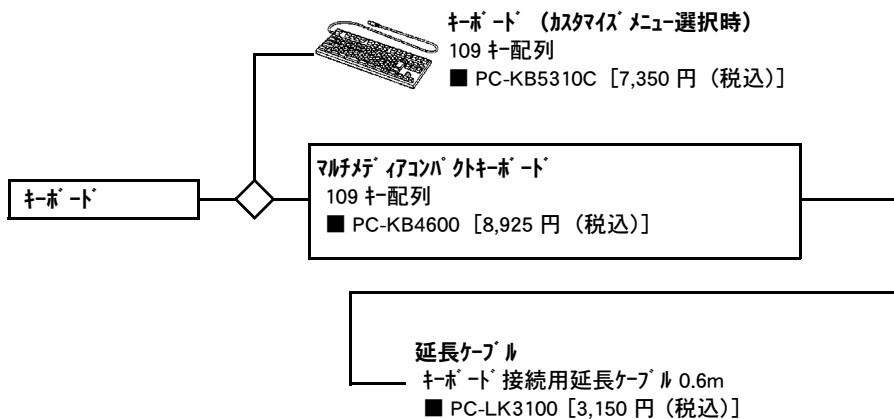 ｷｰﾎﾞｰﾄﾞ（ｶｽﾀﾏｲｽﾞﾒﾆｭｰ選択時）
109 ｷｰ配列
■ PC-KB5310C［7,350 円（税込）］
ﾏﾙﾁﾒﾃﾞｨｱｺﾝﾊﾟｸﾄｷｰﾎﾞｰﾄﾞ
109 ｷｰ配列
■ PC-KB4600［8,925 円（税込）］
ｷｰﾎﾞｰﾄﾞ
延長ｹｰﾌﾞﾙ
ｷｰﾎﾞｰﾄﾞ接続用延長ｹｰﾌﾞﾙ 0.6m
■ PC-LK3100［3,150 円（税込）］